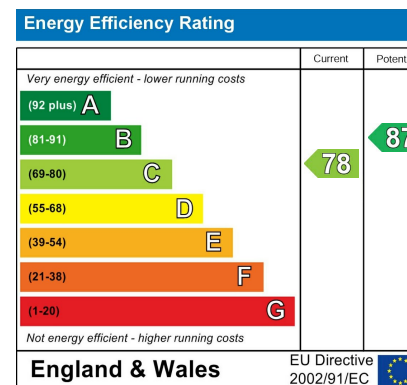 Energy Efficiency Rating
Current Potent
Very energy efficient - lower running costs
(92 plus) A
(81-91) B 87
(69-80) C 78
(55-68) D
(39-54) E
(21-38) F
(1-20) G
Not energy efficient - higher running costs
England & Wales
EU Directive
2002/91/EC